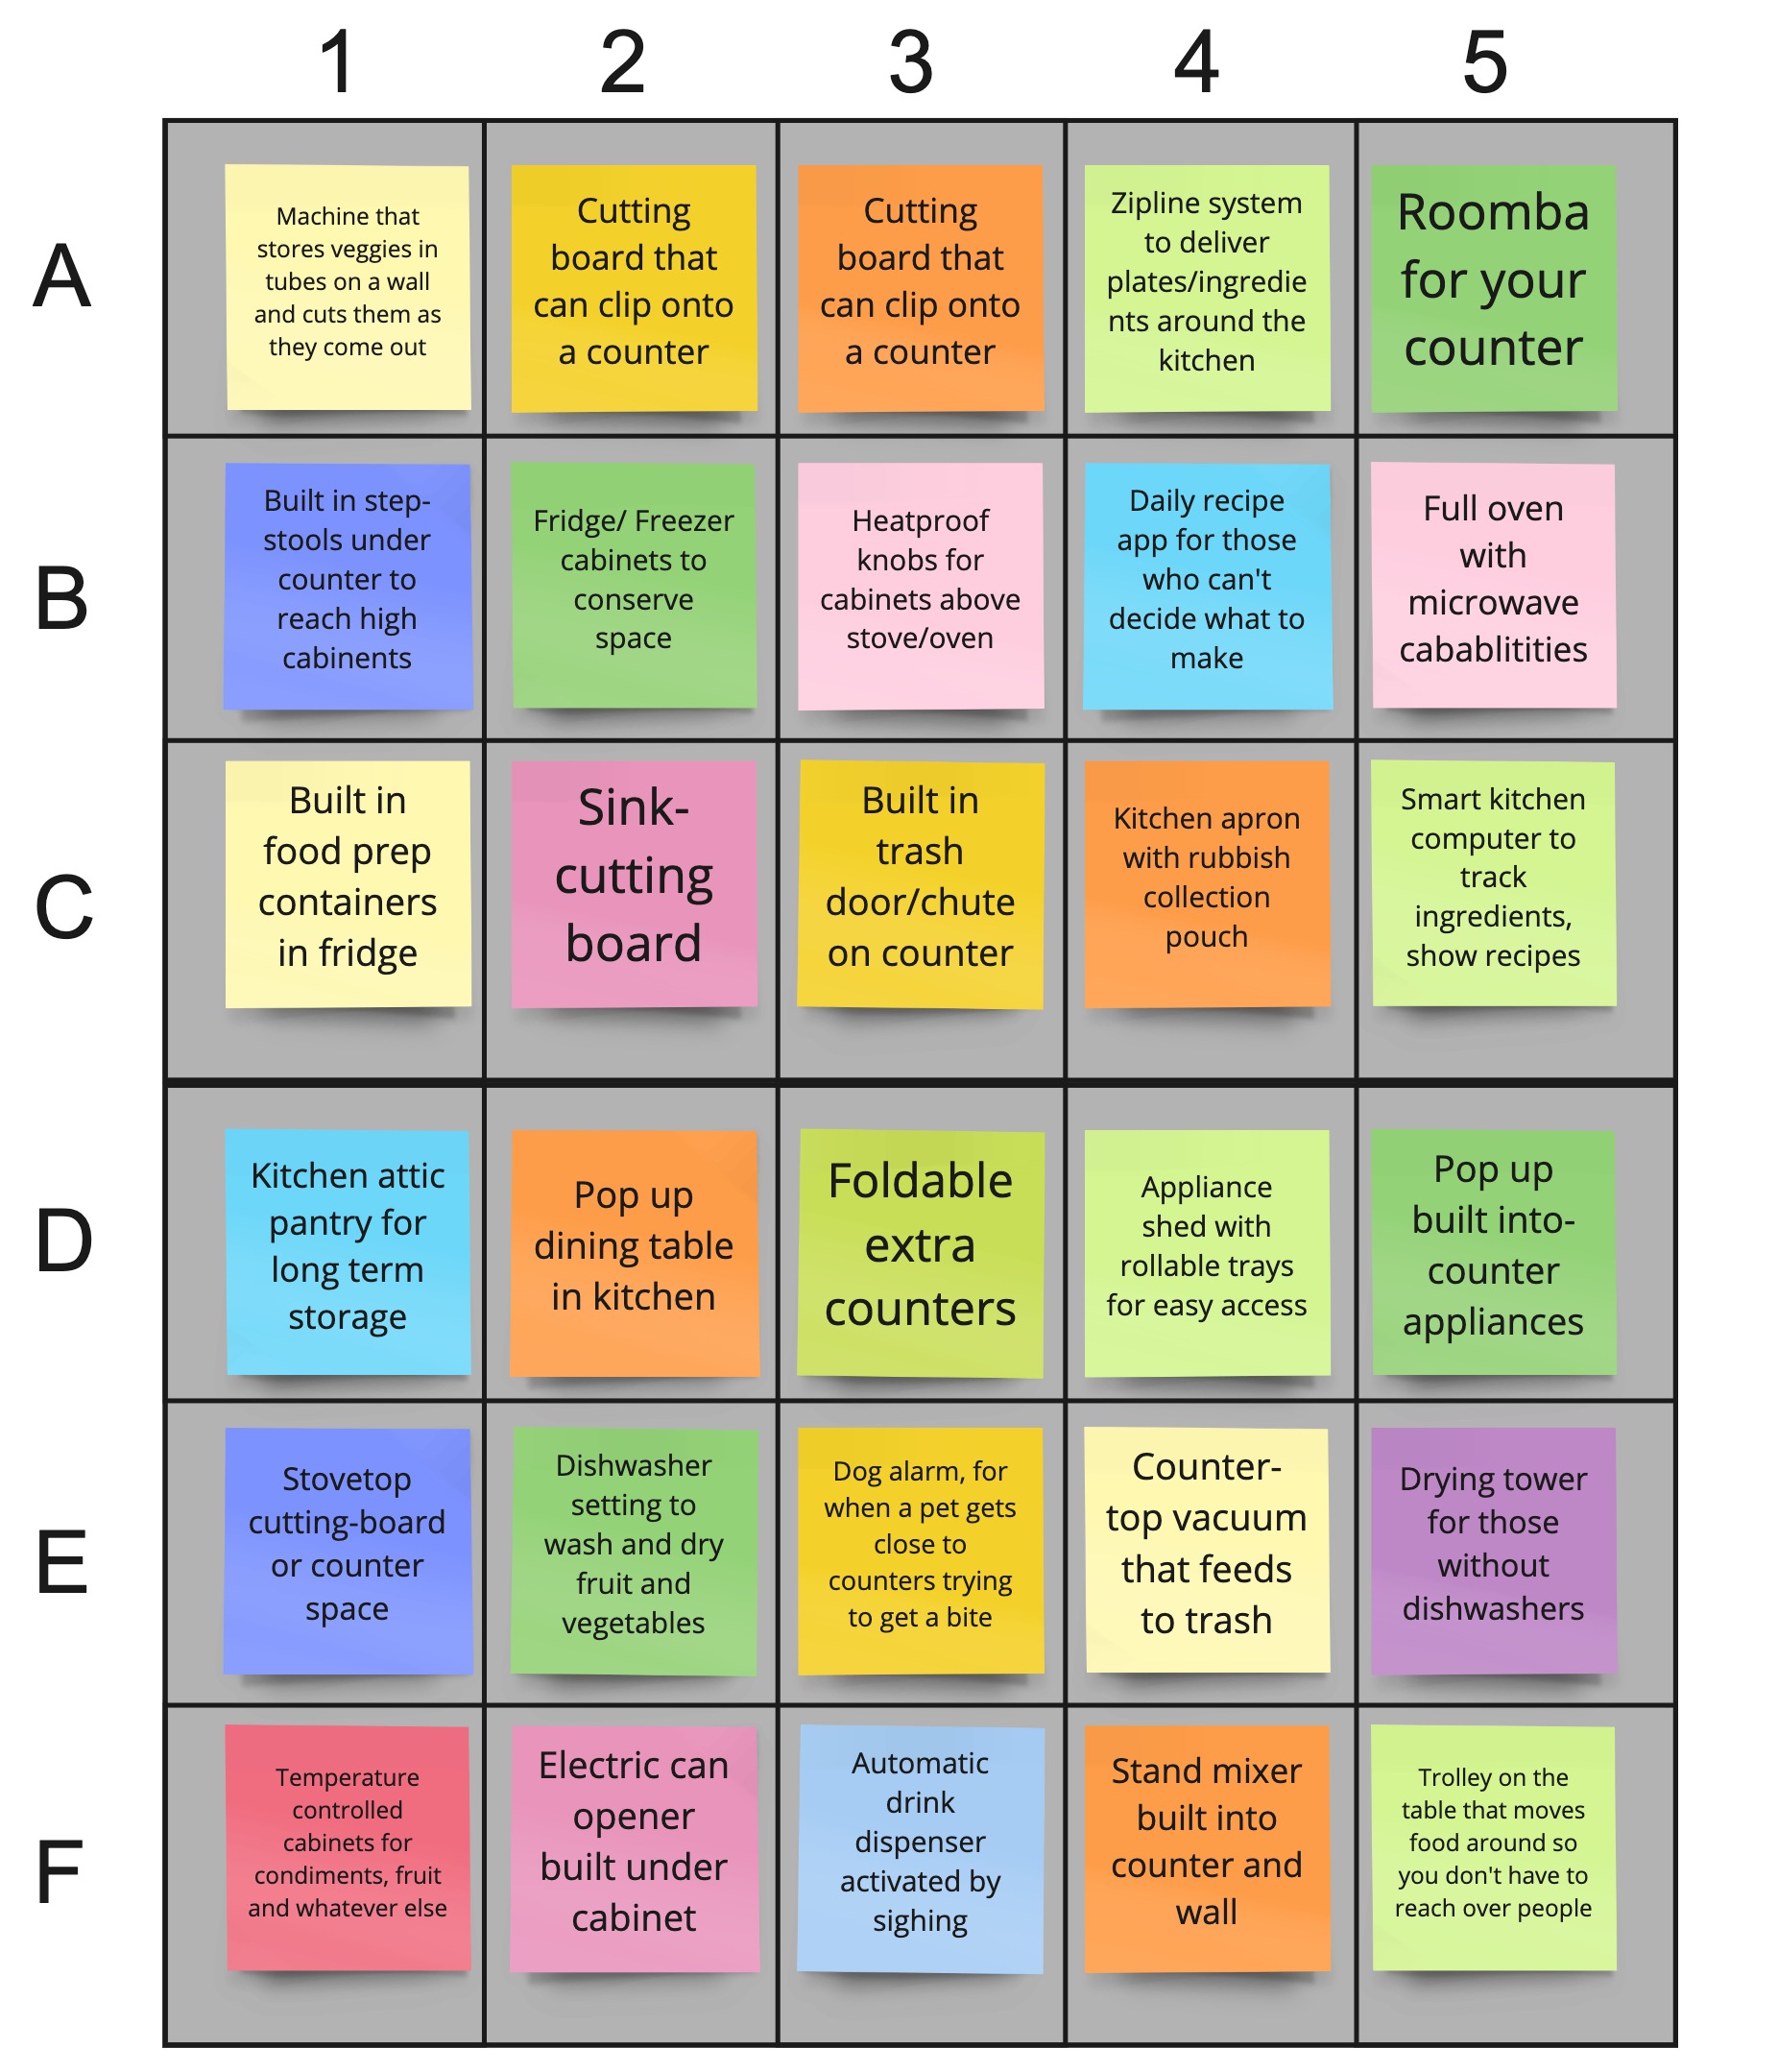 1 2 3 4 5
A
Machine that
stores veggies in
tubes on a wall
and cuts them as
they come out
Cutting
board that
can clip onto
a counter
Cutting
board that
can clip onto
a counter
Zipline system
to deliver
plates/ingredie
nts around the
kitchen
Roomba
for your
counter
B
Built in step-
stools under
counter to
reach high
cabinents
Fridge/ Freezer
cabinets to
conserve
space
Heatproof
knobs for
cabinets above
stove/oven
Daily recipe
app for those
who can't
decide what to
make
Full oven
with
microwave
cabablitities
C
Built in
food prep
containers
in fridge
Sink-
cutting
board
Built in
trash
door/chute
on counter
Kitchen apron
with rubbish
collection
pouch
Smart kitchen
computer to
track
ingredients,
show recipes
D
Kitchen attic
pantry for
long term
storage
Pop up
dining table
in kitchen
Foldable
extra
counters
Appliance
shed with
rollable trays
for easy access
Pop up
built into-
counter
appliances
E
Stovetop
cutting-board
or counter
space
Dishwasher
setting to
wash and dry
fruit and
vegetables
Dog alarm, for
when a pet gets
close to
counters trying
to get a bite
Counter-
top vacuum
that feeds
to trash
Drying tower
for those
without
dishwashers
F
Temperature
controlled
cabinets for
condiments, fruit
and whatever else
Electric can
opener
built under
cabinet
Automatic
drink
dispenser
activated by
sighing
Stand mixer
built into
counter and
wall
Trolley on the
table that moves
food around so
you don't have to
reach over people